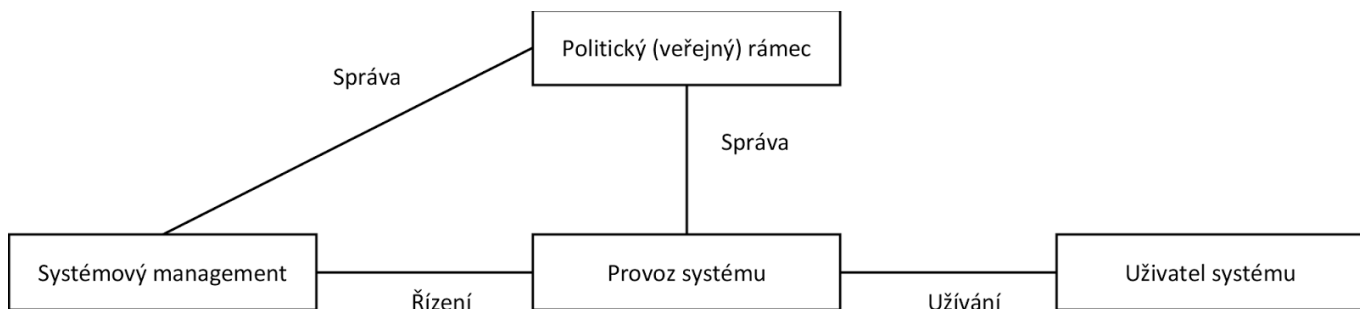 Politický (veřejný) rámec
Správa
Správa
Systémový management
Provoz systému
Uživatel systému
Řízení
Užívání